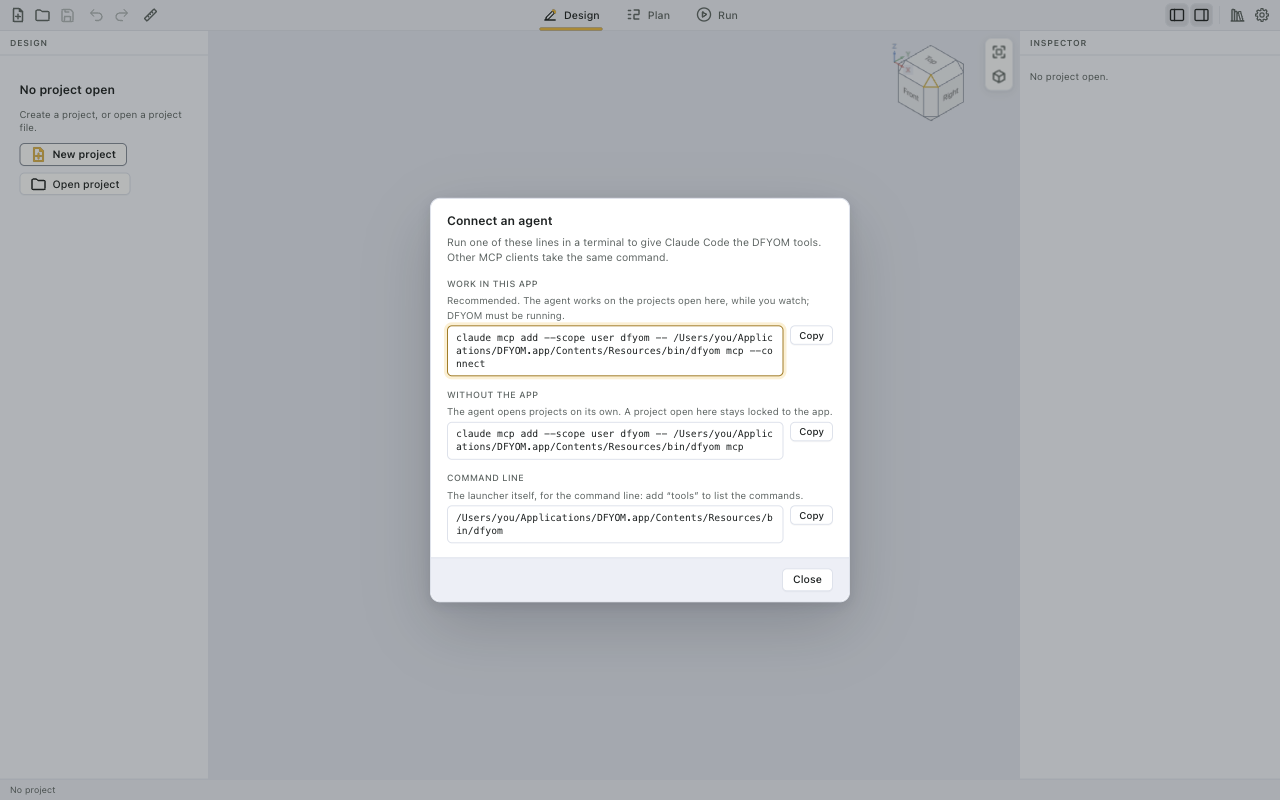 Design
Plan
Run
DESIGN
INSPECTOR
No project open
Create a project, or open a project
file.
New project
Open project
No project open.
Z
Y
X
Top
Front
Right
Connect an agent
Run one of these lines in a terminal to give Claude Code the DFYOM tools.
Other MCP clients take the same command.
WORK IN THIS APP
Recommended. The agent works on the projects open here, while you watch;
DFYOM must be running.
claude mcp add --scope user dfyom -- /Users/you/Applic
ations/DFYOM.app/Contents/Resources/bin/dfyom mcp --co
nnect
Copy
WITHOUT THE APP
The agent opens projects on its own. A project open here stays locked to the app.
claude mcp add --scope user dfyom -- /Users/you/Applic
ations/DFYOM.app/Contents/Resources/bin/dfyom mcp
Copy
COMMAND LINE
The launcher itself, for the command line: add “tools” to list the commands.
/Users/you/Applications/DFYOM.app/Contents/Resources/b
in/dfyom
Copy
Close
No project